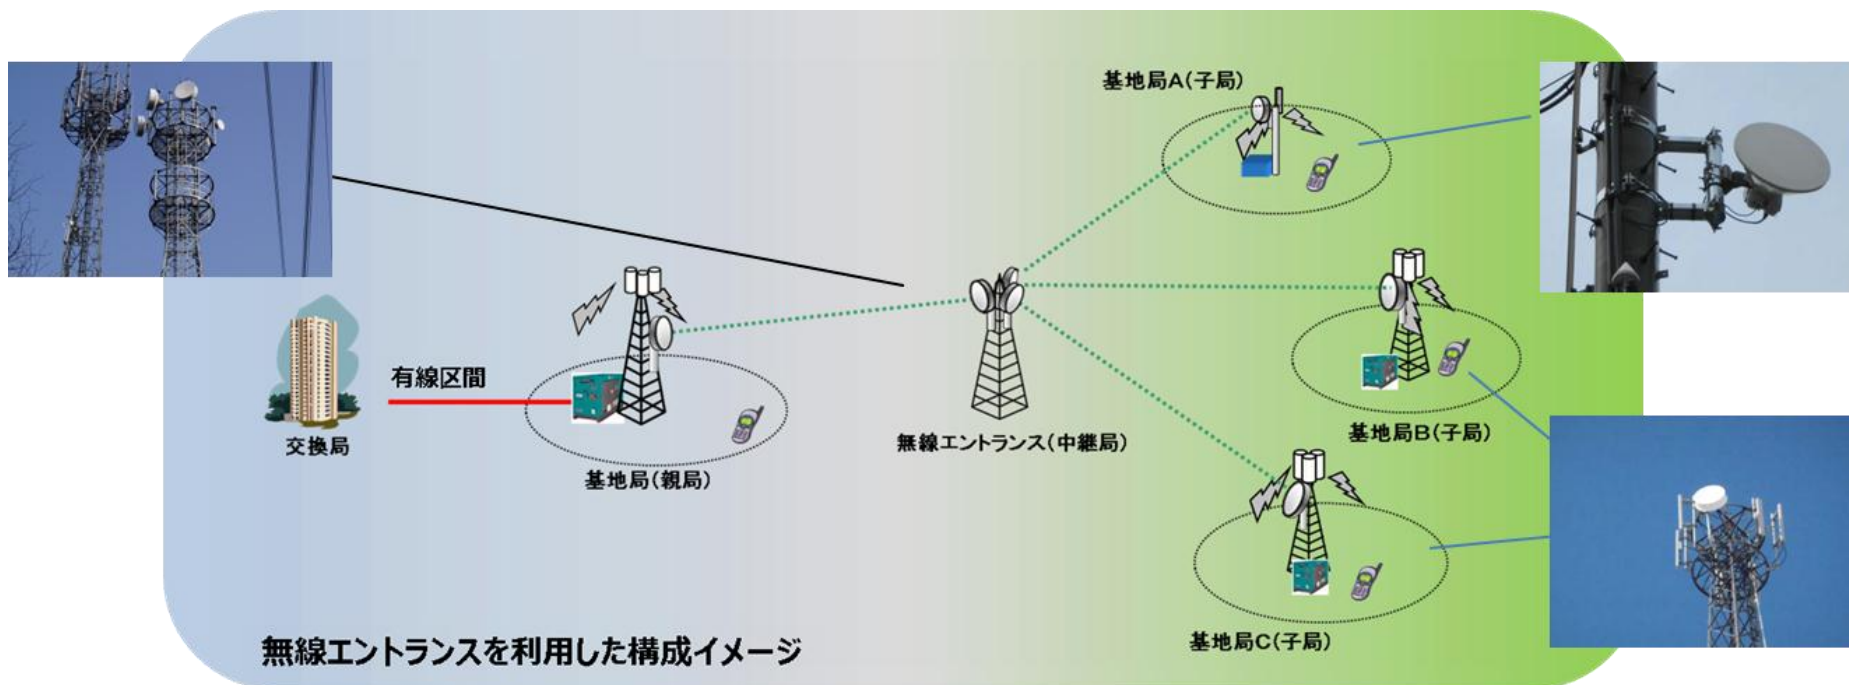 基地局A(子局)
有線区間
交換局
基地局(親局)
無線エントランス(中継局)
基地局B(子局)
基地局C(子局)
無線エントランスを利用した構成イメージ